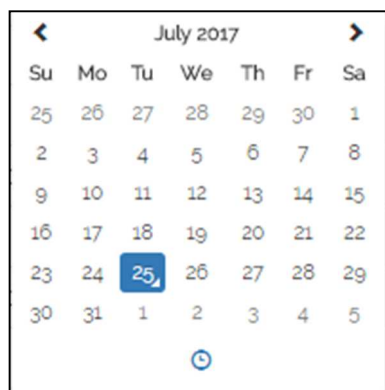 July 2017
Su Mo Tu We Th Fr Sa
25 26 27 28 29 30 1
2 3 4 5 6 7 8
9 10 11 12 13 14 15
16 17 18 19 20 21 22
23 24 25 26 27 28 29
30 31 1 2 3 4 5